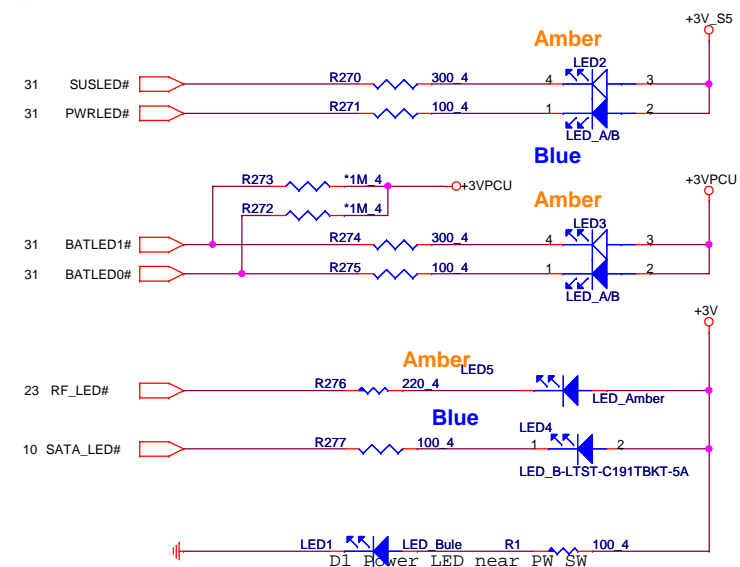 +3V_S5
Amber
LED2
31 SUSLED# R270 300_4 4 3
31 PWRLED# R271 100_4 1 2
LED_A/B
Blue
R273 *1M_4 +3VPCU +3VPCU
R272 *1M_4 Amber
LED3
31 BATLED1# R274 300_4 4 3
31 BATLED0# R275 100_4 1 2
LED_A/B
+3V
Amber
LED5
23 RF_LED# R276 220_4
LED_Amber
Blue
LED4
10 SATA_LED# R277 100_4 1 2
LED_B-LTST-C191TBKT-5A
LED1 LED_Bule R1 100_4
D1 Power LED near PW SW